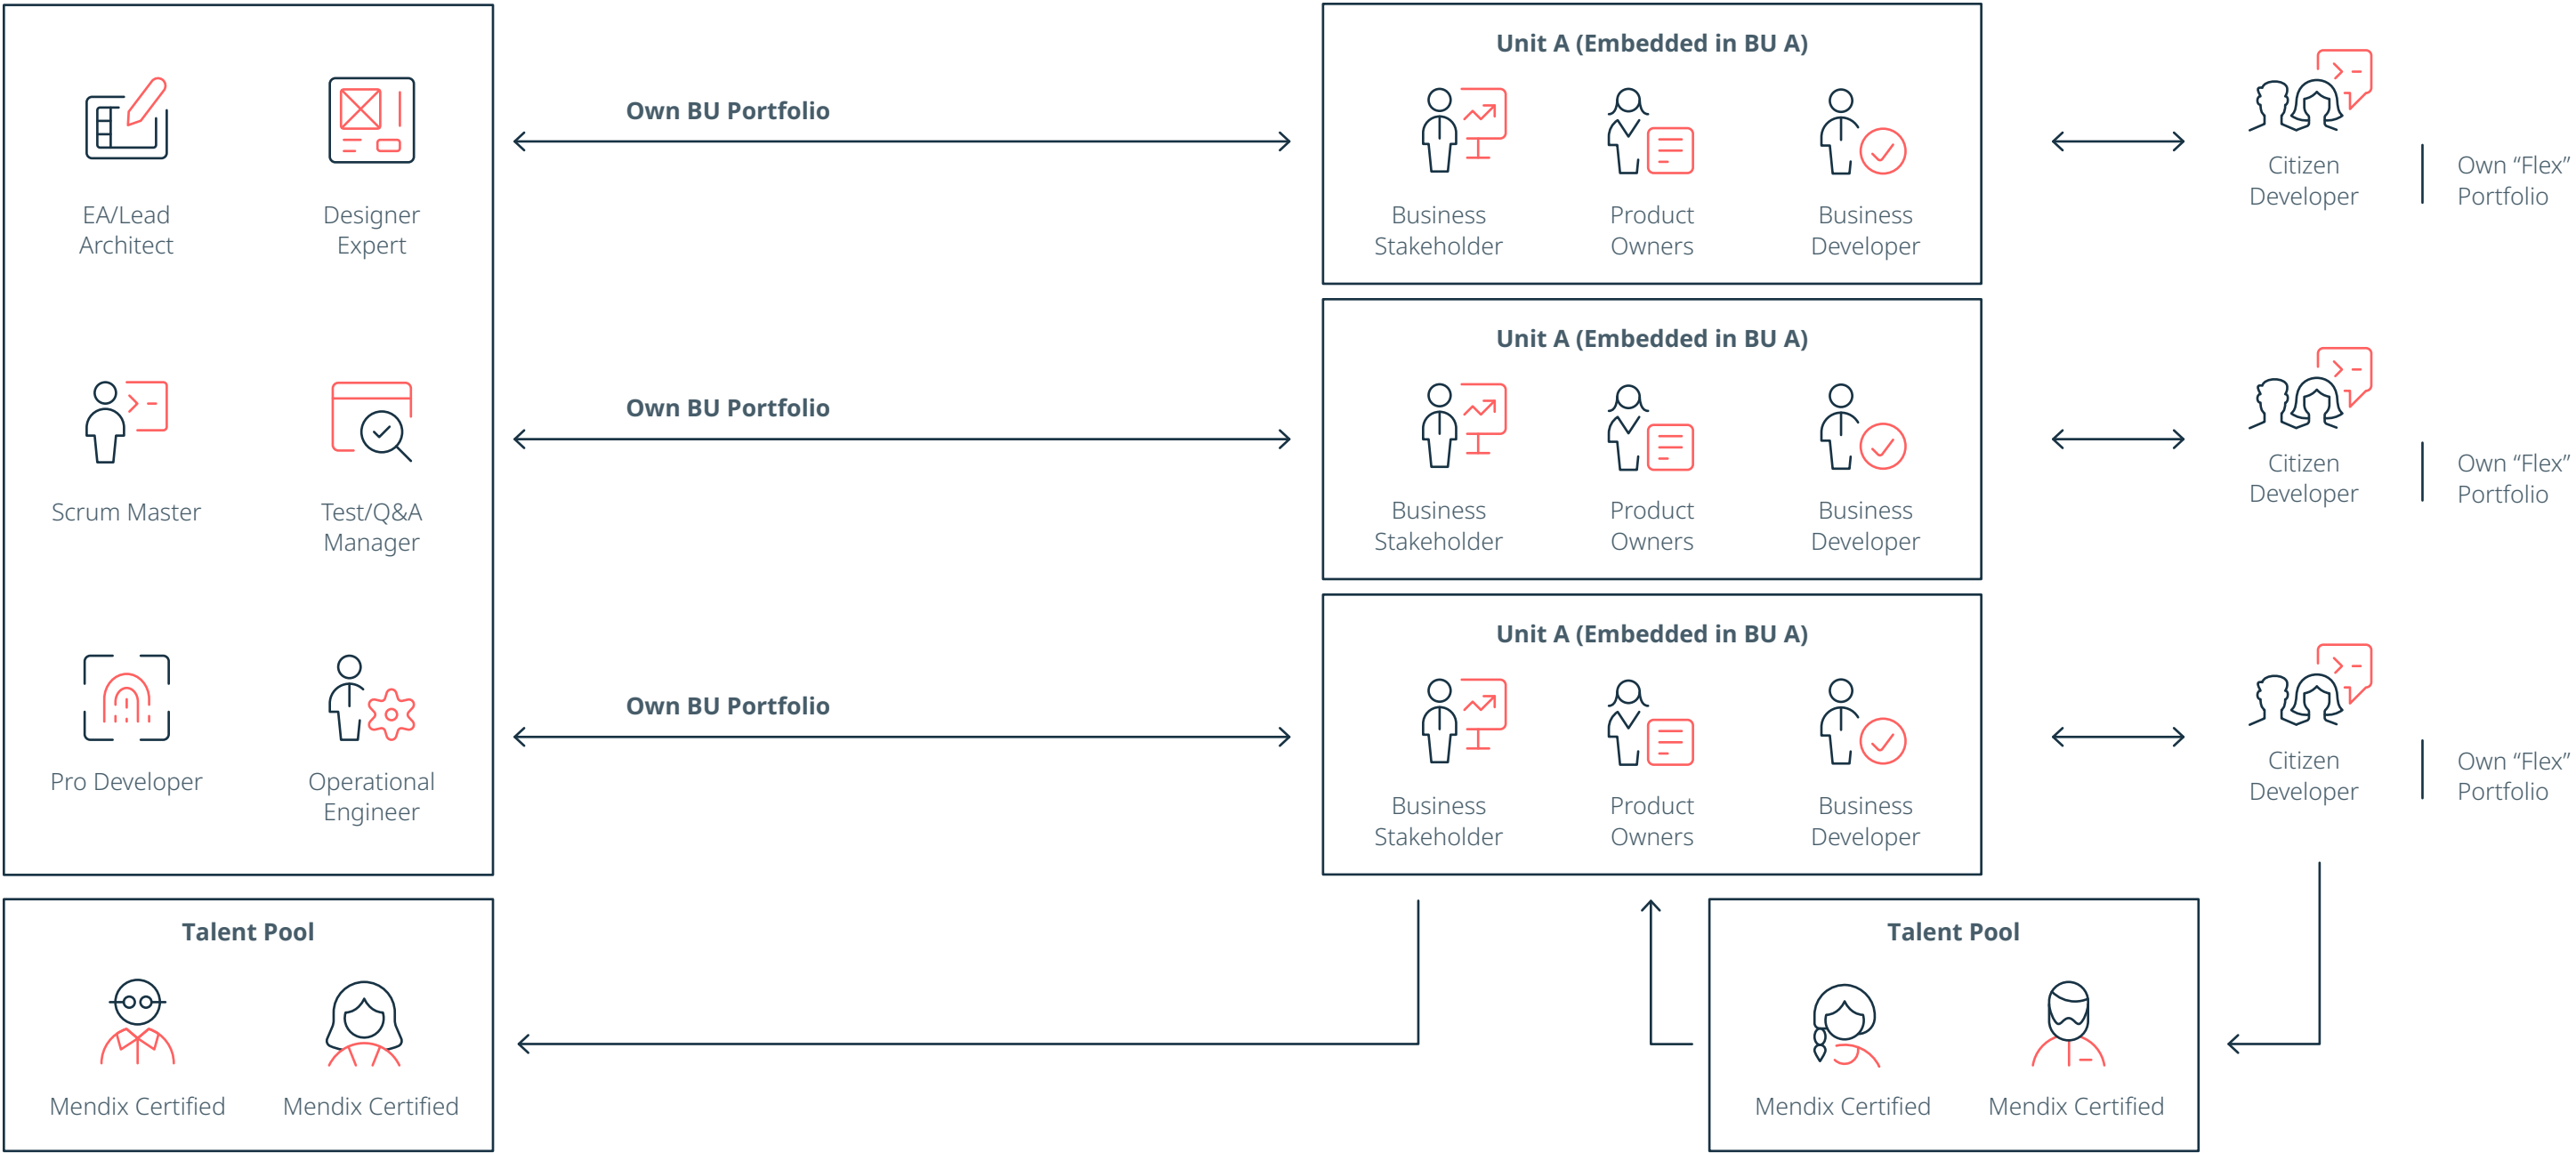 EA/Lead
Architect
Designer
Expert
Scrum Master
Test/Q&A
Manager
Pro Developer
Operational
Engineer
Own BU Portfolio
Own BU Portfolio
Own BU Portfolio
Unit A (Embedded in BU A)
Business
Stakeholder
Product
Owners
Business
Developer
Citizen
Developer
Own “Flex”
Portfolio
Unit A (Embedded in BU A)
Business
Stakeholder
Product
Owners
Business
Developer
Citizen
Developer
Own “Flex”
Portfolio
Unit A (Embedded in BU A)
Business
Stakeholder
Product
Owners
Business
Developer
Citizen
Developer
Own “Flex”
Portfolio
Talent Pool
Mendix Certified
Mendix Certified
Talent Pool
Mendix Certified
Mendix Certified